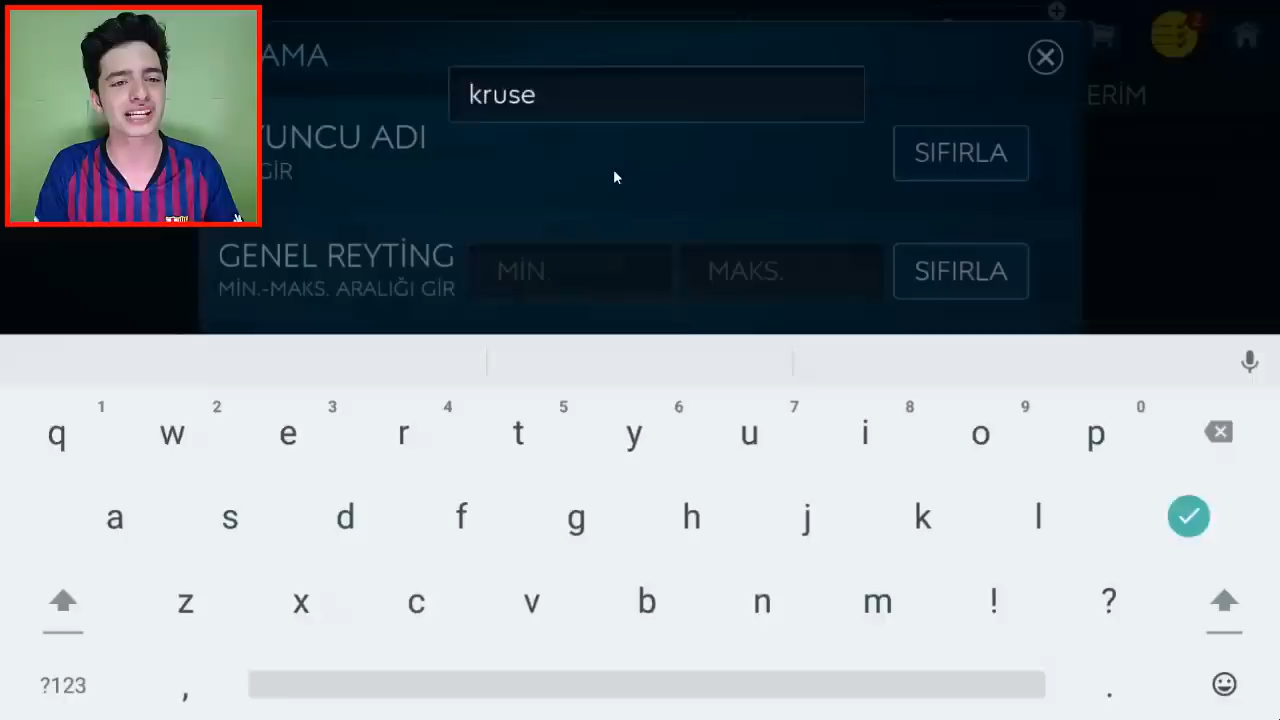 AMA
kruse
ERİM
YUNCU ADI
GİR
SIFIRLA
GENEL REYTİNG
MİN.-MAKS. ARALIĞI GİR
MİN.
MAKS.
SIFIRLA
1 2 3 4 5 6 7 8 9 0
q w e r t y u i o p
a s d f g h j k l
z x c v b n m ! ?
?123 , .